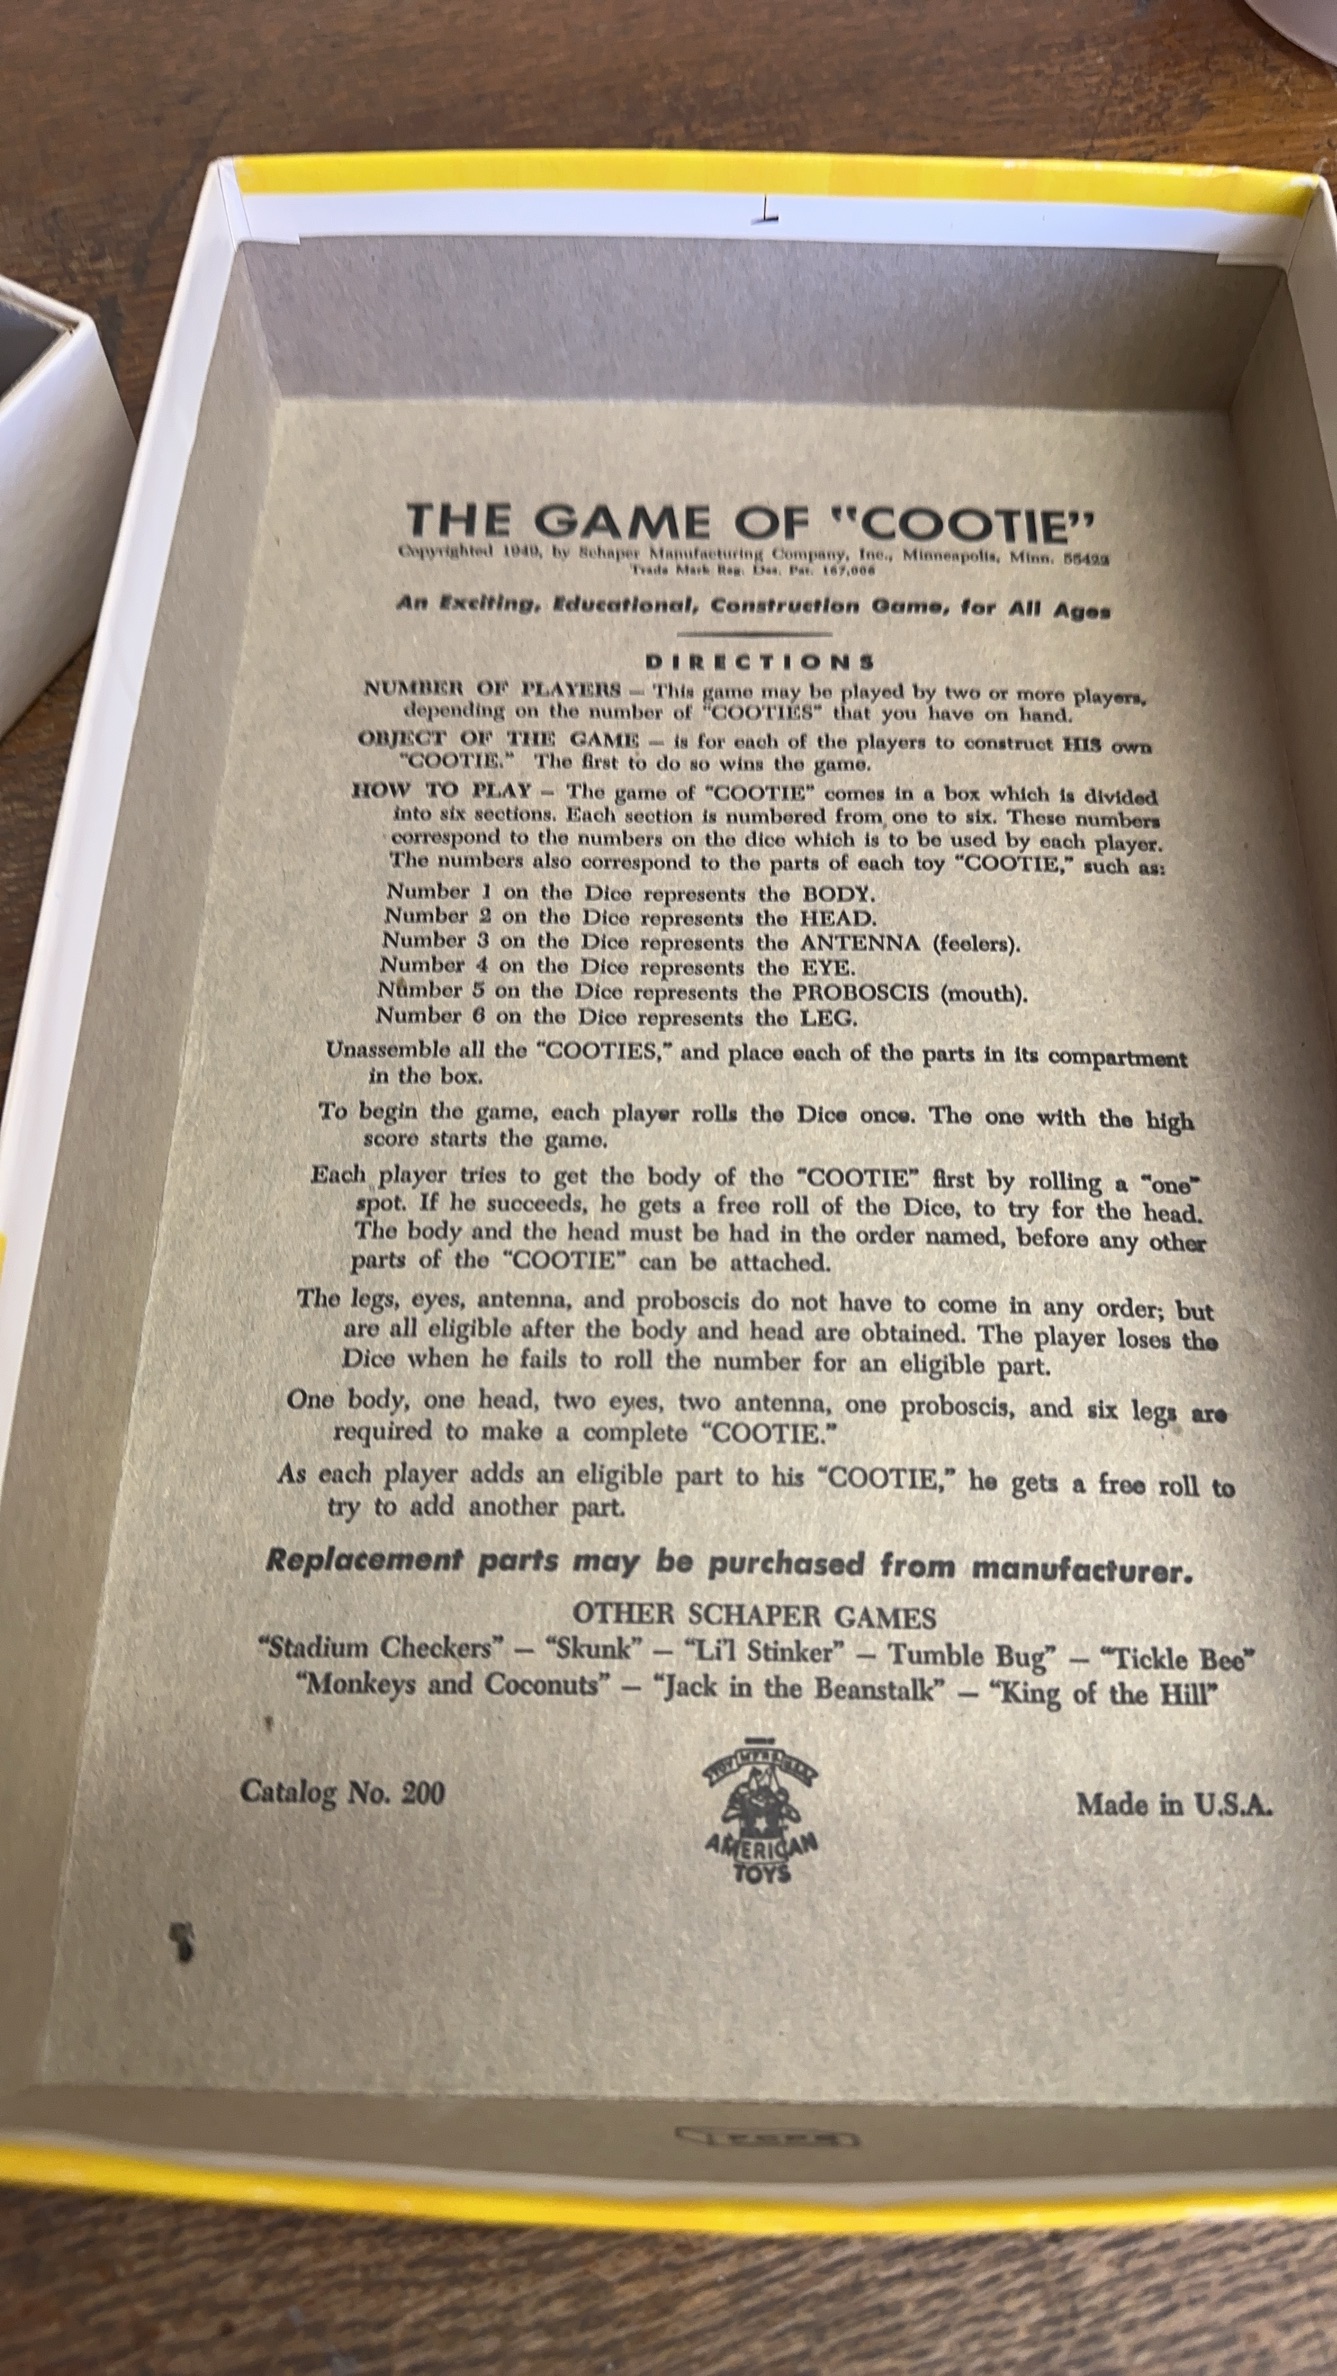 THE GAME OF "COOTIE"
Copyrighted 1949, by Schaper Manufacturing Company, Inc., Minneapolis, Minn. 55422
Trade Mark Reg. Des. Pat.
An Exciting, Educational, Construction Game, for All Ages
DIRECTIONS
NUMBER OF PLAYERS — This game may be played by two or more players,
depending on the number of "COOTIES" that you have on hand.
OBJECT OF THE GAME — is for each of the players to construct HIS own
"COOTIE." The first to do so wins the game.
HOW TO PLAY — The game of "COOTIE" comes in a box which is divided
into six sections. Each section is numbered from one to six. These numbers
correspond to the numbers on the dice which is to be used by each player.
The numbers also correspond to the parts of each toy "COOTIE," such as:
Number 1 on the Dice represents the BODY.
Number 2 on the Dice represents the HEAD.
Number 3 on the Dice represents the ANTENNA (feelers).
Number 4 on the Dice represents the EYE.
Number 5 on the Dice represents the PROBOSCIS (mouth).
Number 6 on the Dice represents the LEG.
Unassemble all the "COOTIES," and place each of the parts in its compartment
in the box.
To begin the game, each player rolls the Dice once. The one with the high
score starts the game.
Each player tries to get the body of the "COOTIE" first by rolling a "one"
spot. If he succeeds, he gets a free roll of the Dice, to try for the head.
The body and the head must be had in the order named, before any other
parts of the "COOTIE" can be attached.
The legs, eyes, antenna, and proboscis do not have to come in any order; but
are all eligible after the body and head are obtained. The player loses the
Dice when he fails to roll the number for an eligible part.
One body, one head, two eyes, two antenna, one proboscis, and six legs are
required to make a complete "COOTIE."
As each player adds an eligible part to his "COOTIE," he gets a free roll to
try to add another part.
Replacement parts may be purchased from manufacturer.
OTHER SCHAPER GAMES
"Stadium Checkers" — "Skunk" — "Li'l Stinker" — Tumble Bug" — "Tickle Bee"
"Monkeys and Coconuts" — "Jack in the Beanstalk" — "King of the Hill"
Catalog No. 200
AMERICAN
TOYS
Made in U.S.A.